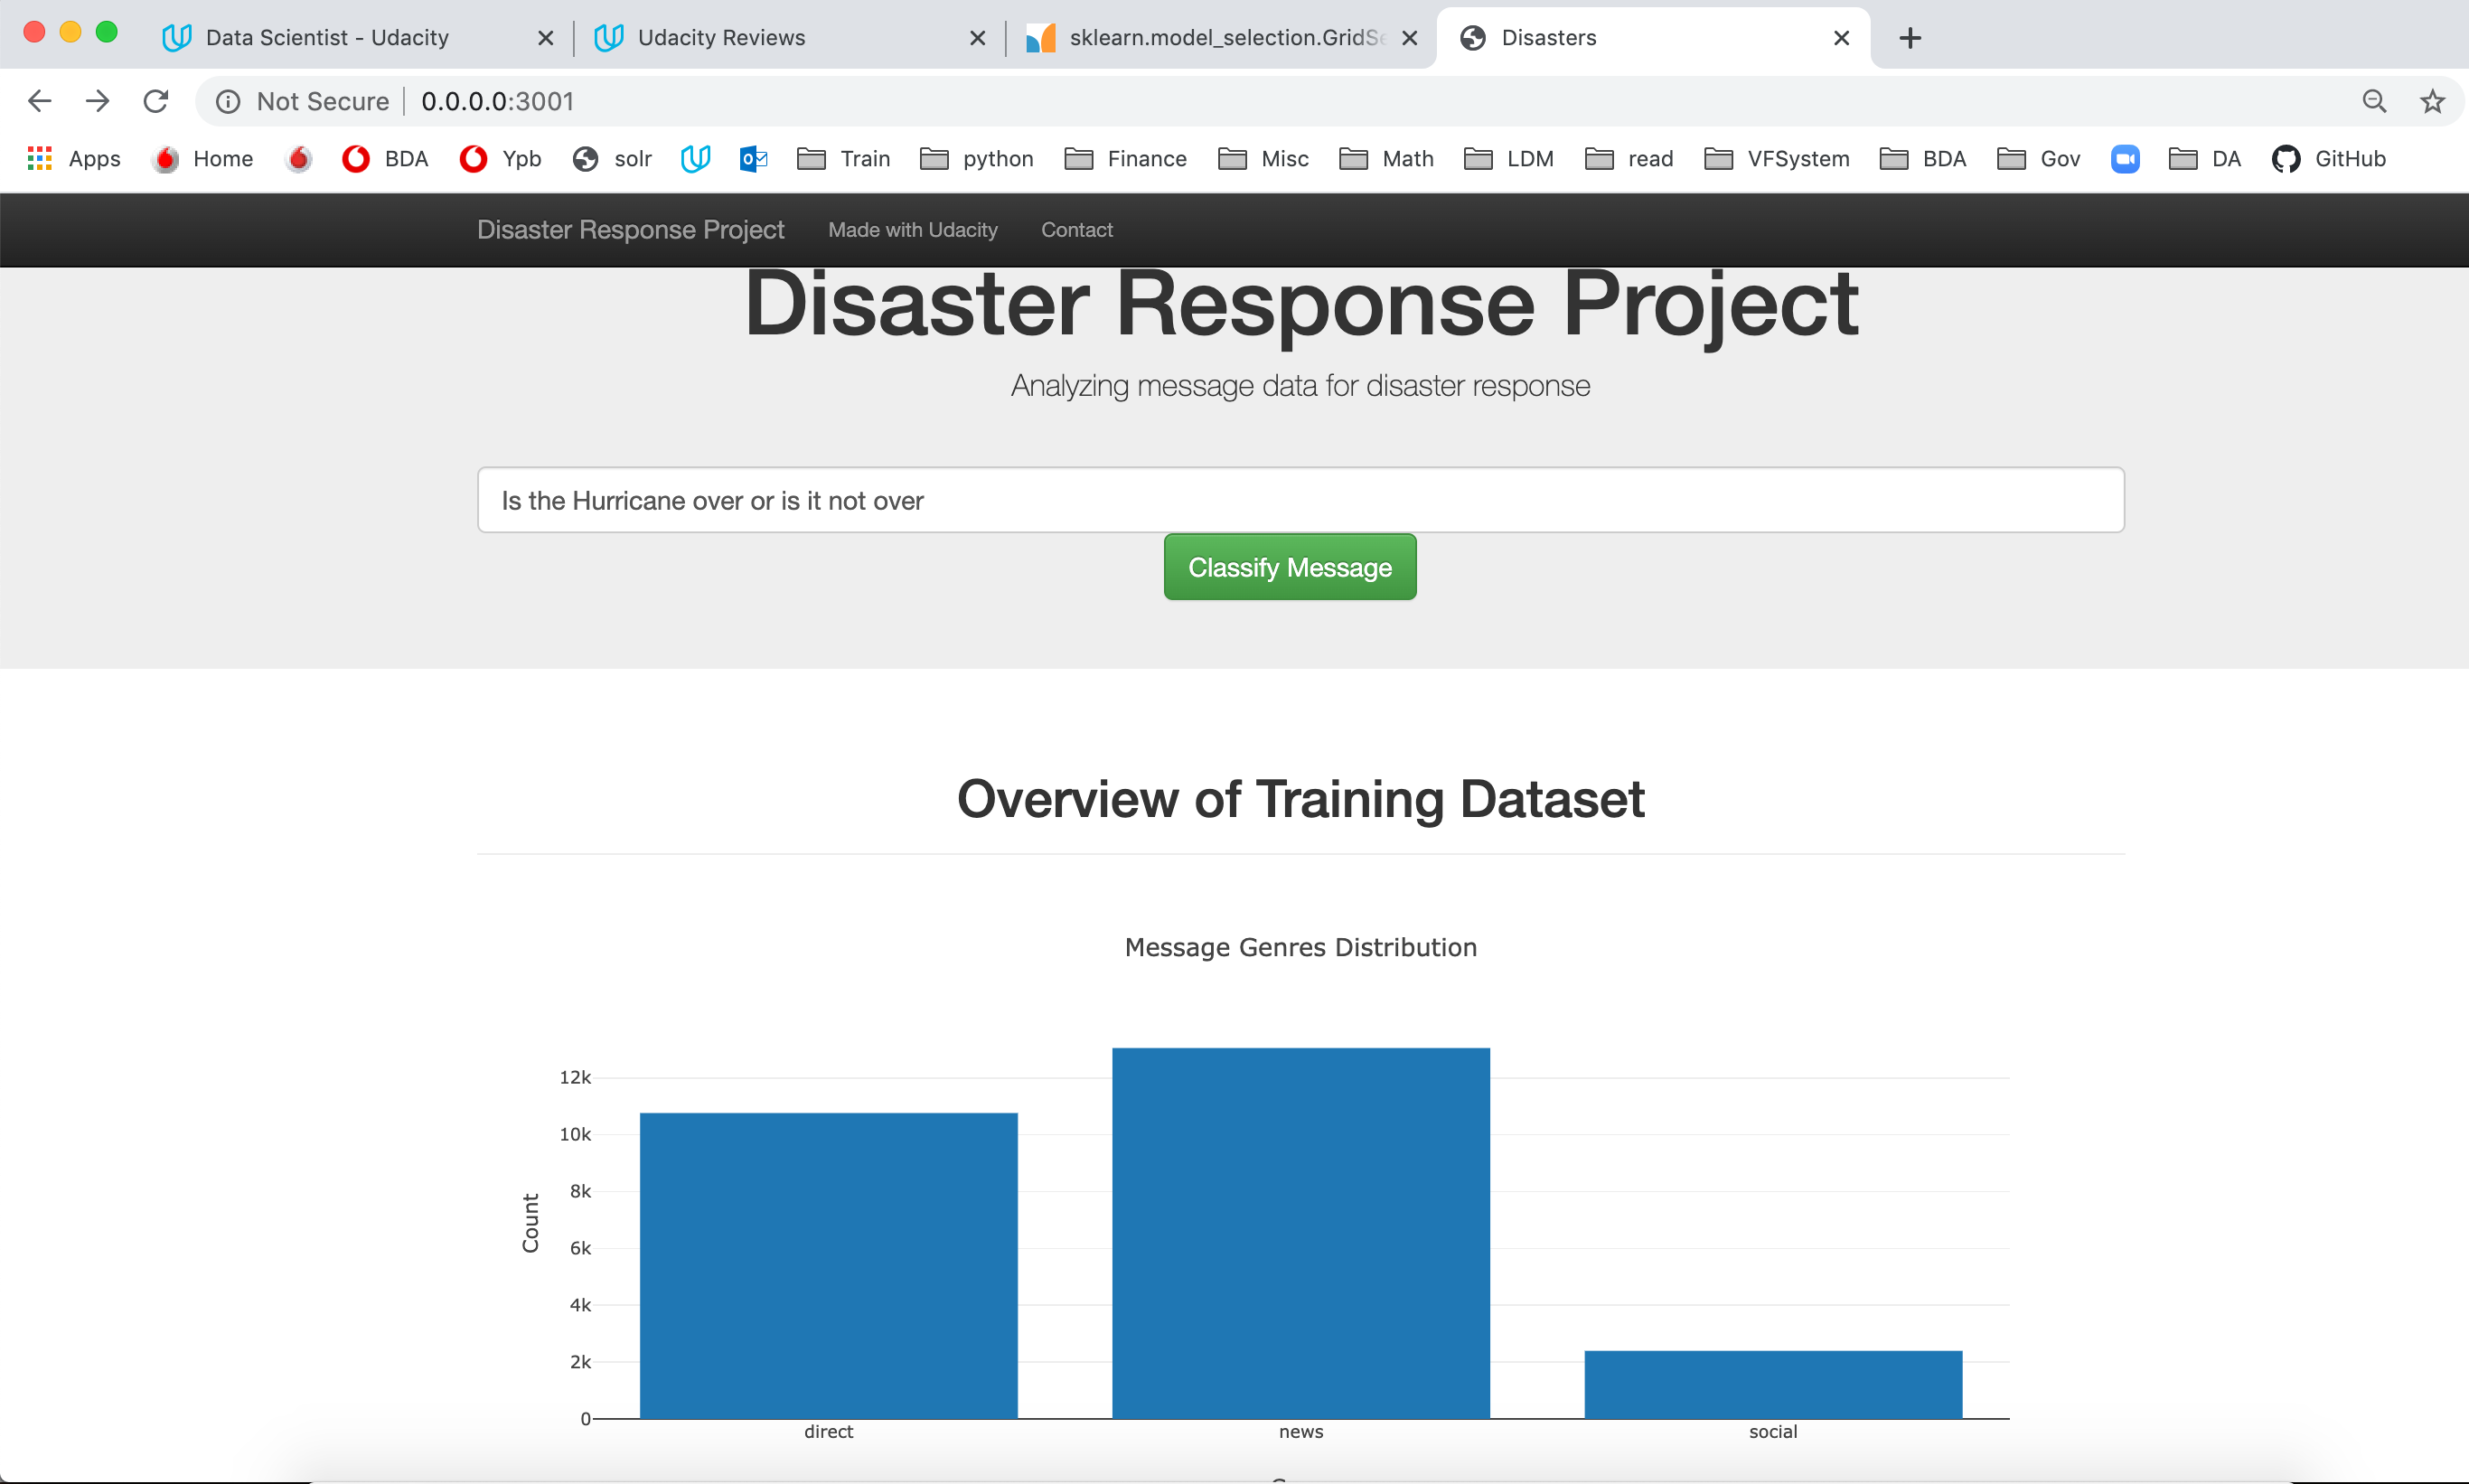 Data Scientist - Udacity
Udacity Reviews
sklearn.model_selection.GridSe
Disasters
Not Secure
0.0.0.0:3001
Apps
Home
BDA
Ypb
solr
Train
python
Finance
Misc
Math
LDM
read
VFSystem
BDA
Gov
DA
GitHub
Disaster Response Project
Made with Udacity
Contact
Disaster Response Project
Analyzing message data for disaster response
Is the Hurricane over or is it not over
Classify Message
Overview of Training Dataset
Message Genres Distribution
12k
10k
8k
6k
4k
2k
0
Count
direct
news
social